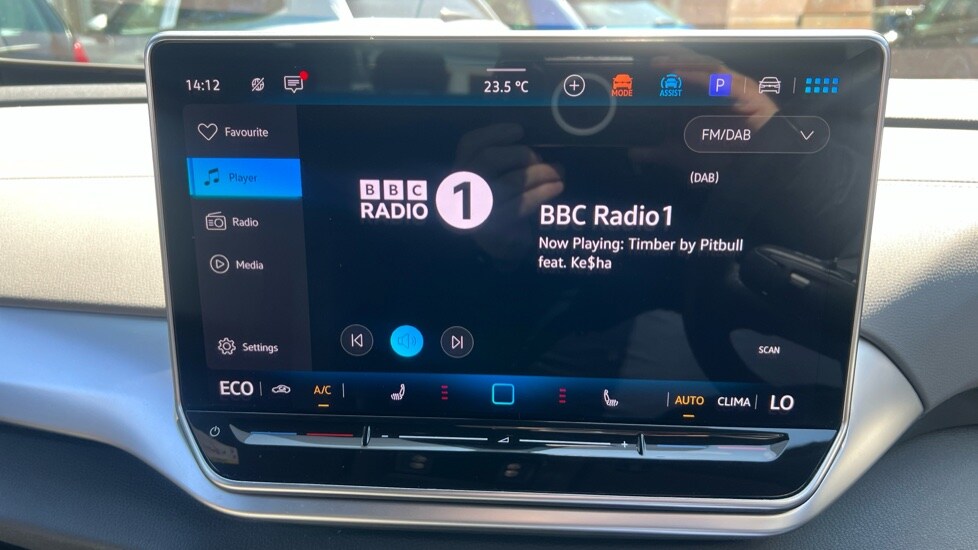 14:12
23.5 °C
MODE
ASSIST
P
Favourite
FM/DAB
Player
(DAB)
BBC
RADIO 1
BBC Radio1
Radio
Now Playing: Timber by Pitbull
feat. Ke$ha
Media
Settings
SCAN
ECO
A/C
AUTO
CLIMA
LO
- +